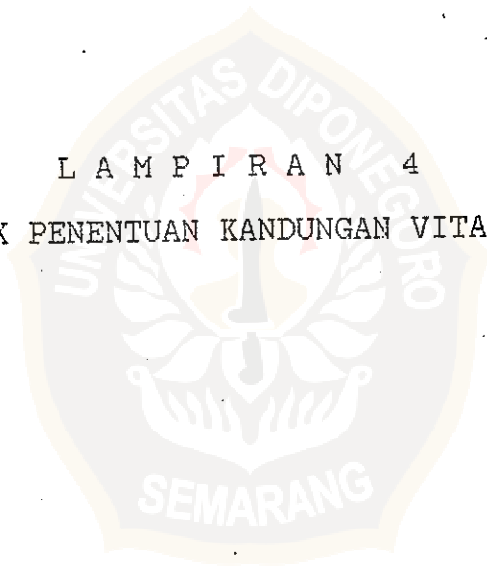 L A M P I R A N 4
K PENENTUAN KANDUNGAN VITA
UNIVERSITAS DIPONEGORO
SEMARANG